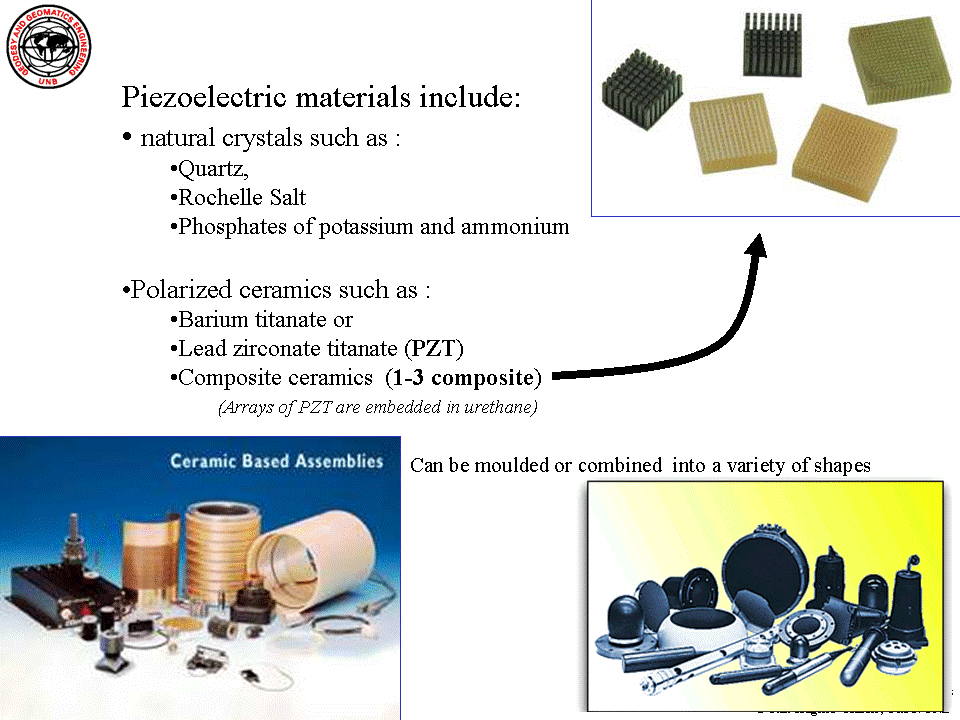 GEODESY AND GEOMATICS ENGINEERING
UNB
Piezoelectric materials include:
• natural crystals such as :
•Quartz,
•Rochelle Salt
•Phosphates of potassium and ammonium
•Polarized ceramics such as :
•Barium titanate or
•Lead zirconate titanate (PZT)
•Composite ceramics (1-3 composite)
(Arrays of PZT are embedded in urethane)
Ceramic Based Assemblies
Can be moulded or combined into a variety of shapes